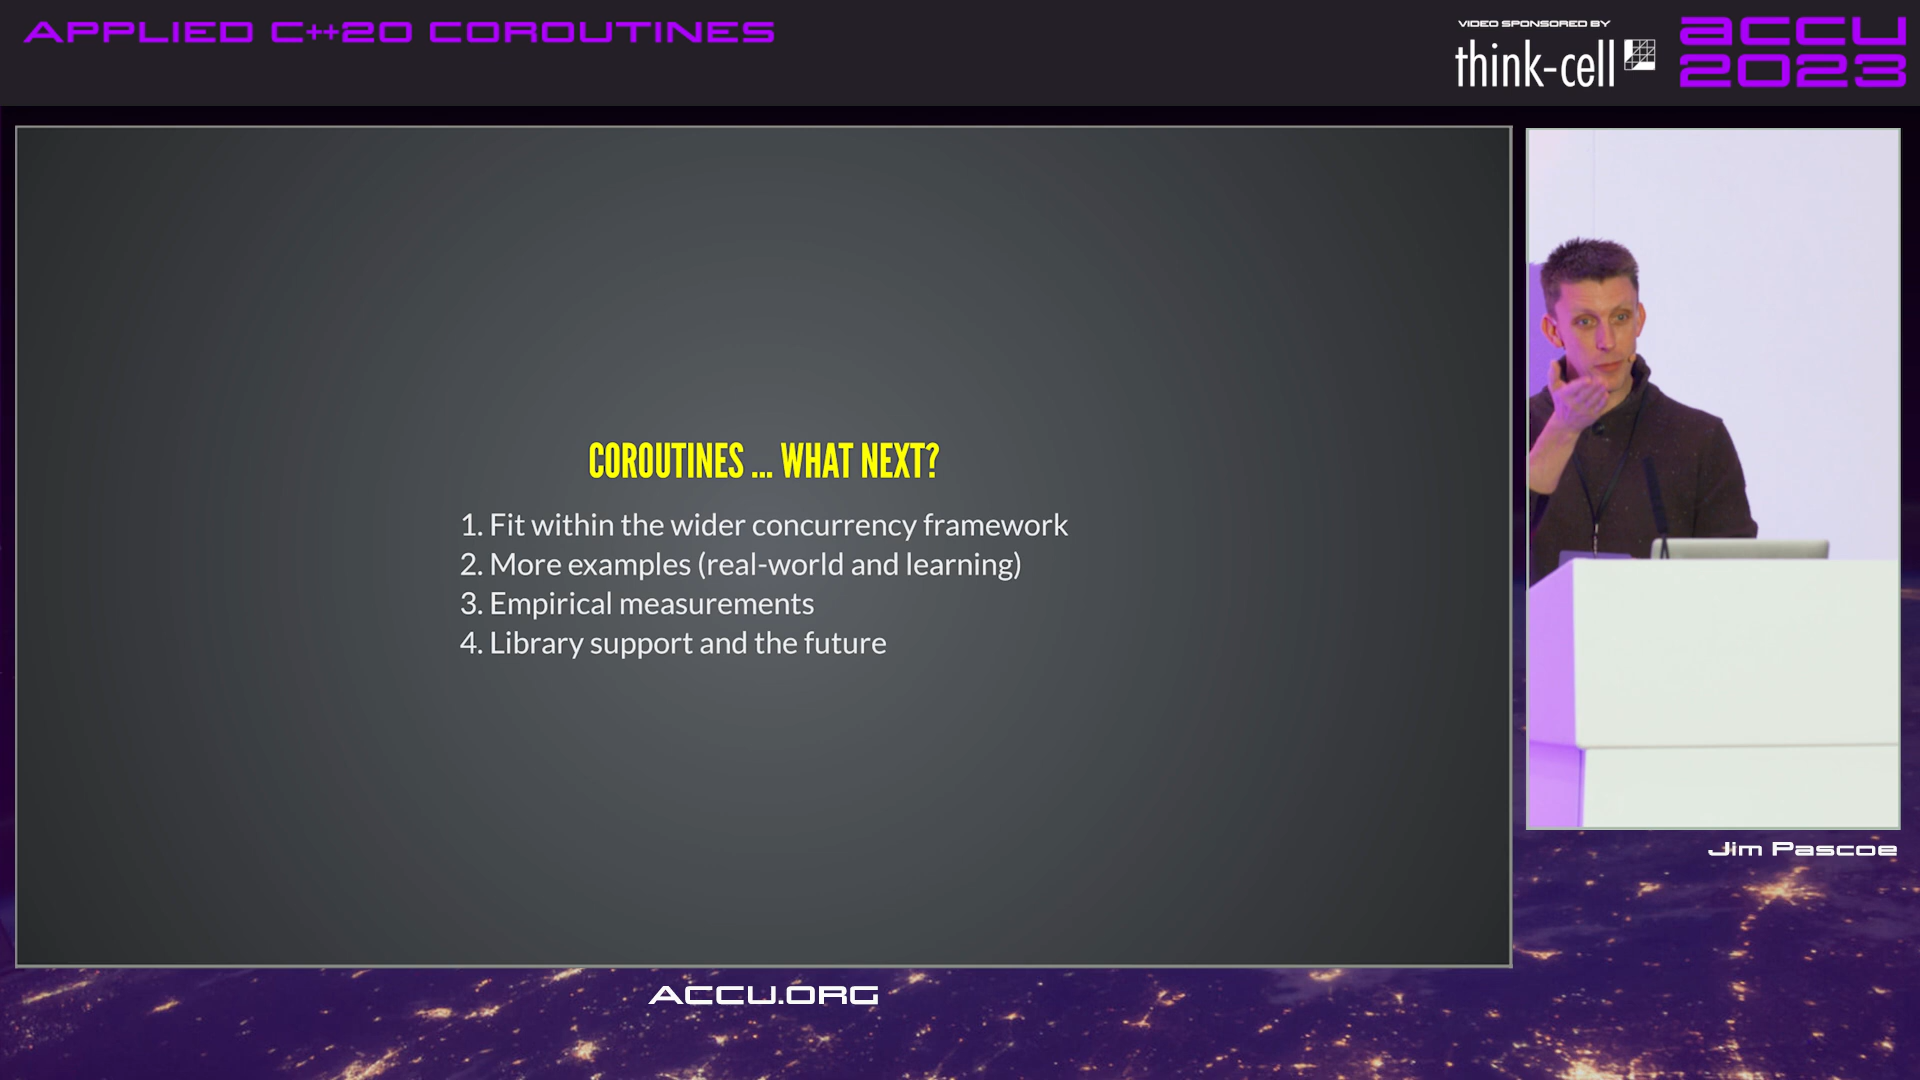 APPLIED C++20 COROUTINES
VIDEO SPONSORED BY
think-cell
accu
2023
COROUTINES ... WHAT NEXT?
1. Fit within the wider concurrency framework
2. More examples (real-world and learning)
3. Empirical measurements
4. Library support and the future
Jim Pascoe
ACCU.ORG